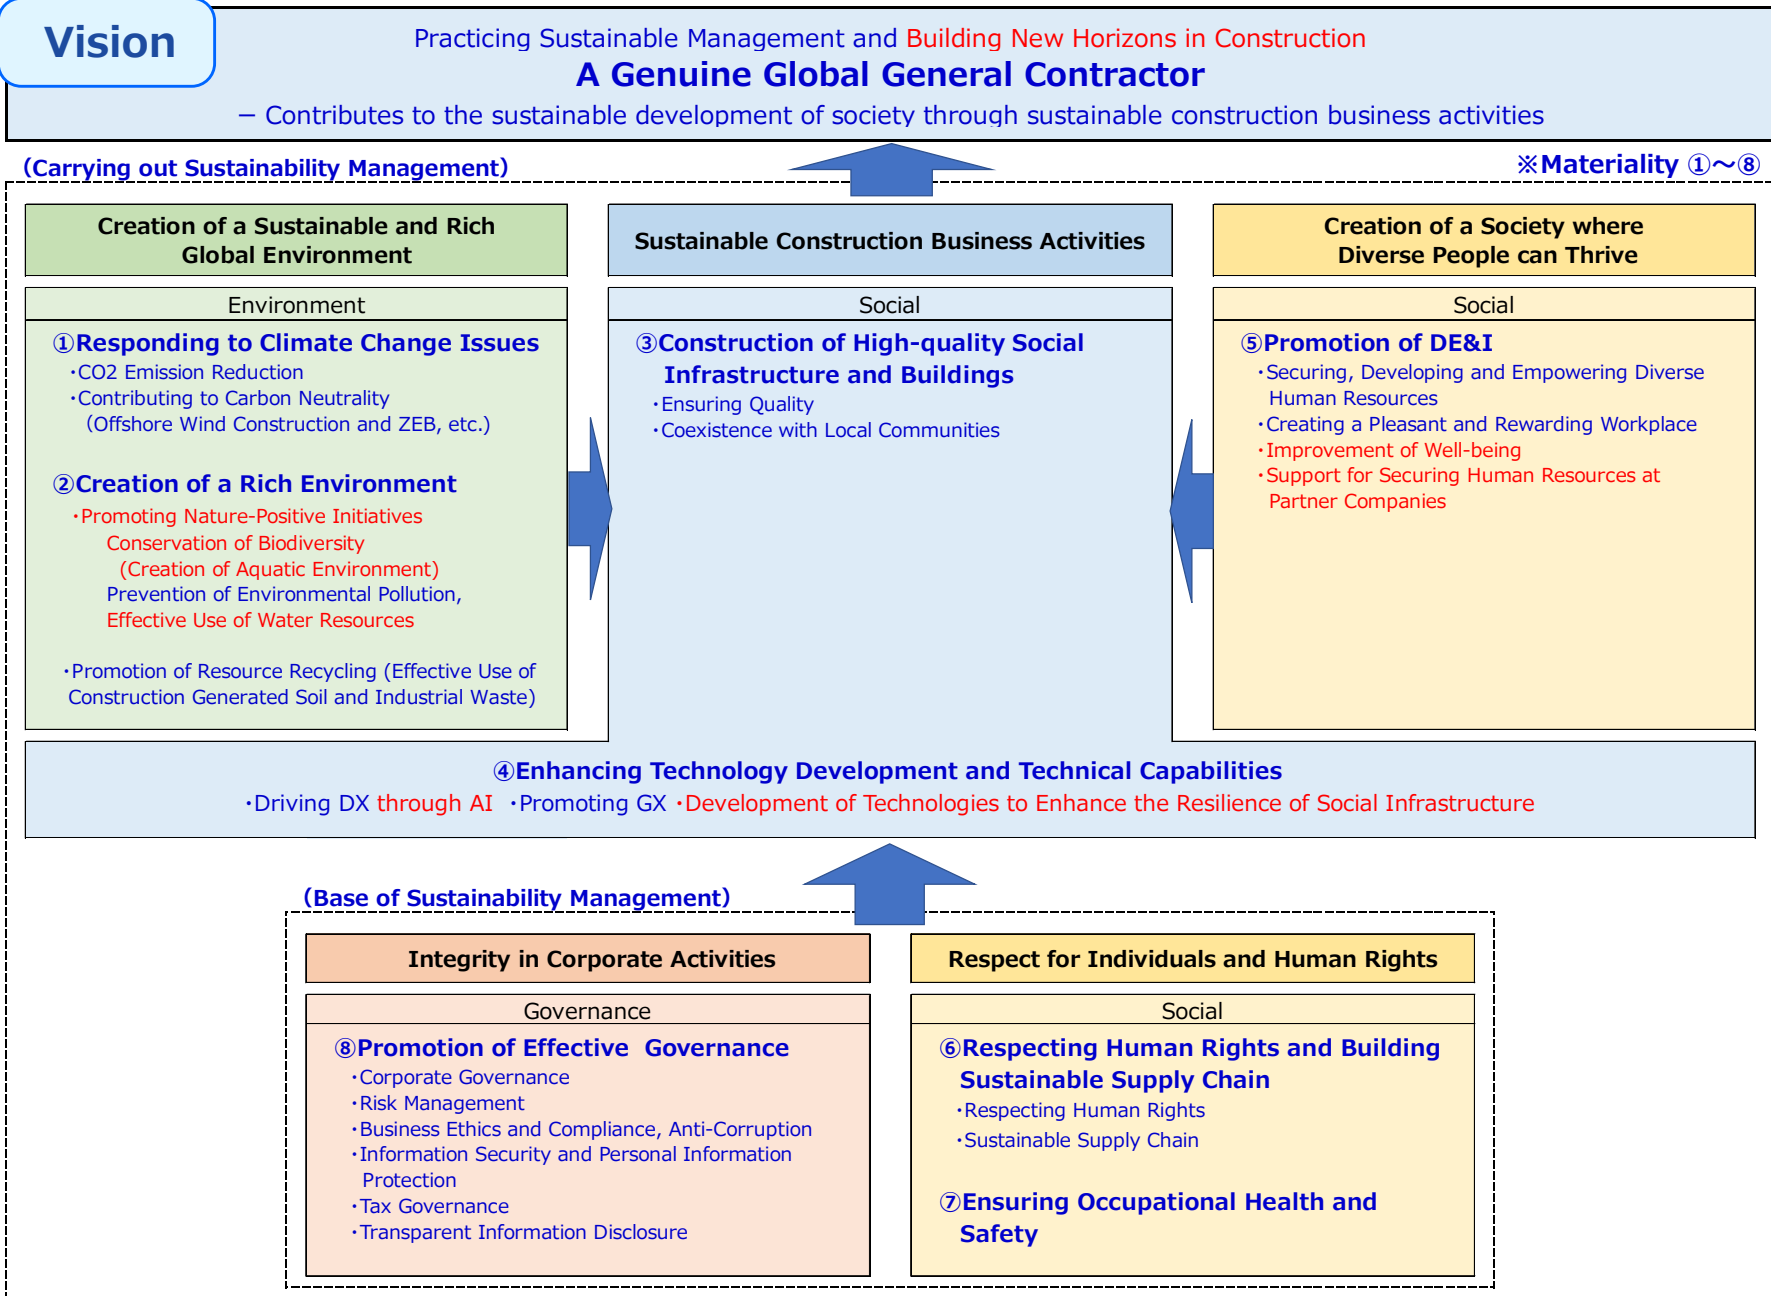 Vision
Practicing Sustainable Management and Building New Horizons in Construction
A Genuine Global General Contractor
− Contributes to the sustainable development of society through sustainable construction business activities
(Carrying out Sustainability Management)
※Materiality ①～⑧
Creation of a Sustainable and Rich
Global Environment
Environment
①Responding to Climate Change Issues
・CO2 Emission Reduction
・Contributing to Carbon Neutrality
(Offshore Wind Construction and ZEB, etc.)
②Creation of a Rich Environment
・Promoting Nature-Positive Initiatives
Conservation of Biodiversity
(Creation of Aquatic Environment)
Prevention of Environmental Pollution,
Effective Use of Water Resources
・Promotion of Resource Recycling (Effective Use of
Construction Generated Soil and Industrial Waste)
Sustainable Construction Business Activities
Social
③Construction of High-quality Social
Infrastructure and Buildings
・Ensuring Quality
・Coexistence with Local Communities
Creation of a Society where
Diverse People can Thrive
Social
⑤Promotion of DE&I
・Securing, Developing and Empowering Diverse
Human Resources
・Creating a Pleasant and Rewarding Workplace
・Improvement of Well-being
・Support for Securing Human Resources at
Partner Companies
④Enhancing Technology Development and Technical Capabilities
・Driving DX through AI ・Promoting GX ・Development of Technologies to Enhance the Resilience of Social Infrastructure
(Base of Sustainability Management)
Integrity in Corporate Activities
Governance
⑧Promotion of Effective Governance
・Corporate Governance
・Risk Management
・Business Ethics and Compliance, Anti-Corruption
・Information Security and Personal Information
Protection
・Tax Governance
・Transparent Information Disclosure
Respect for Individuals and Human Rights
Social
⑥Respecting Human Rights and Building
Sustainable Supply Chain
・Respecting Human Rights
・Sustainable Supply Chain
⑦Ensuring Occupational Health and
Safety